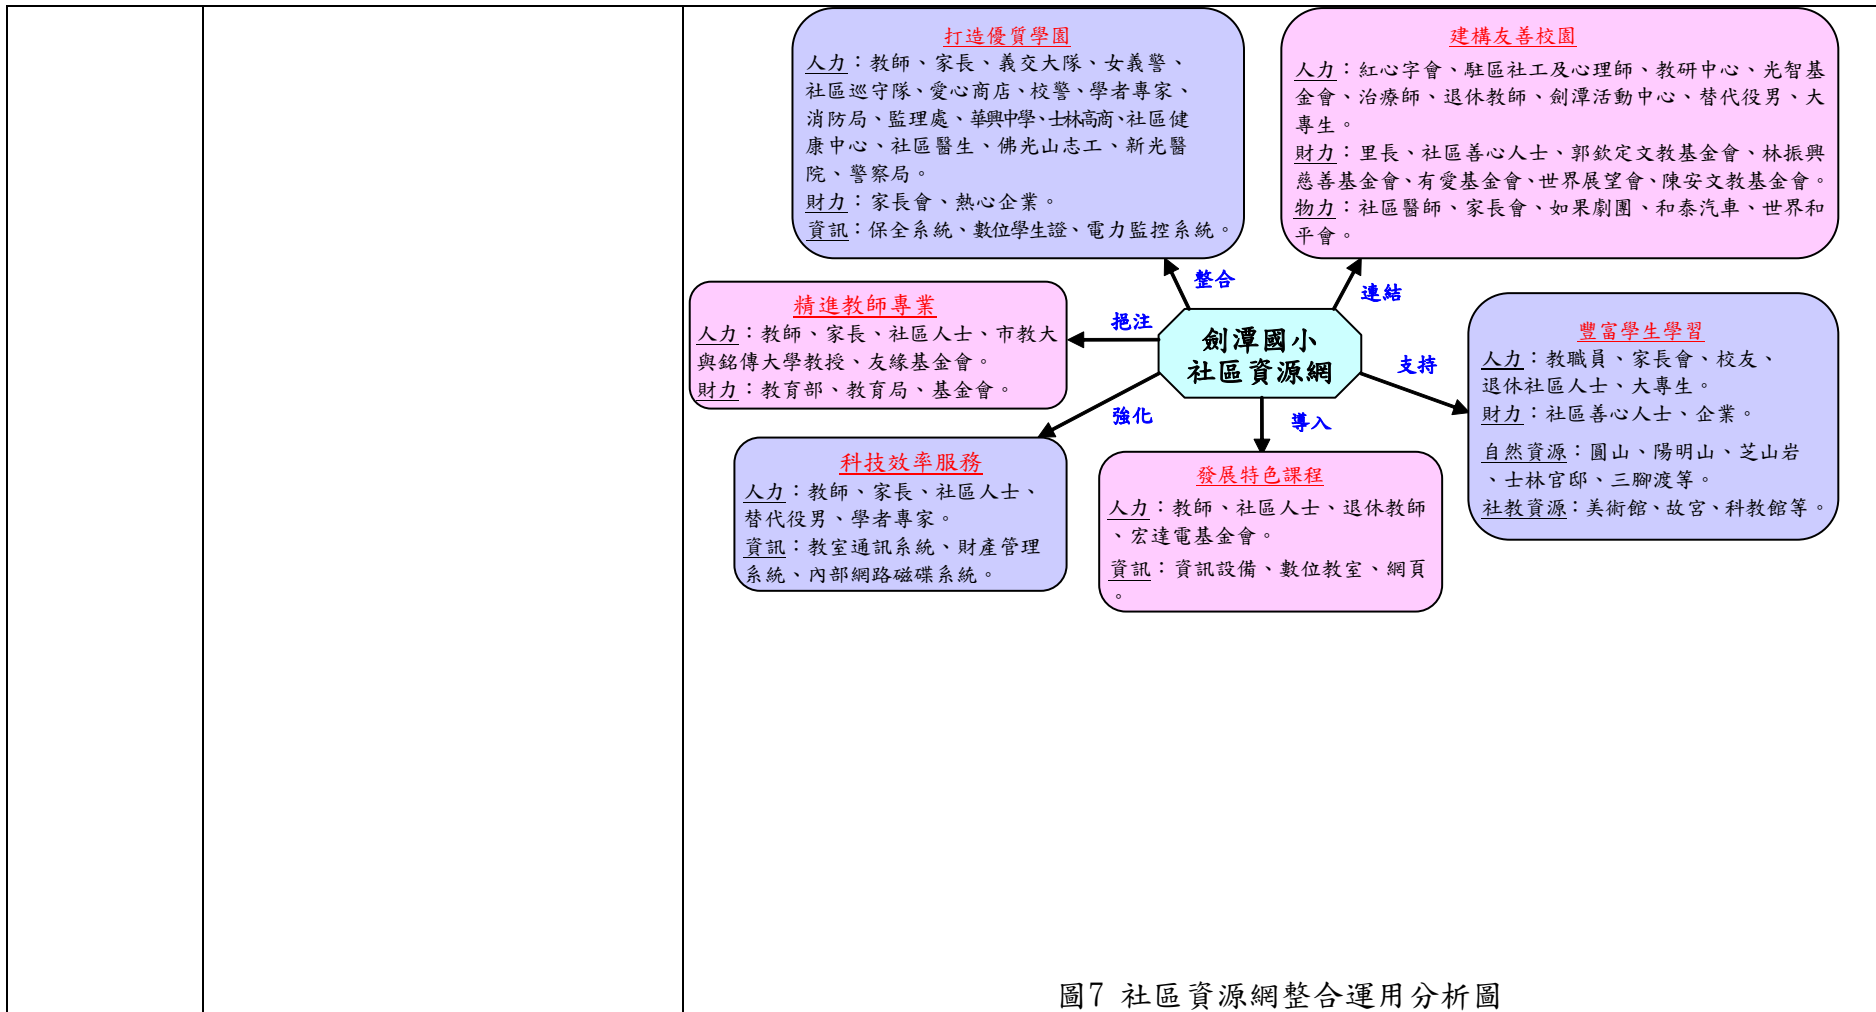 打造優質學園
人力：教師、家長、義交大隊、女義警、
社區巡守隊、愛心商店、校警、學者專家、
消防局、監理處、華興中學、士林高商、社區健
康中心、社區醫生、佛光山志工、新光醫
院、警察局。
財力：家長會、熱心企業。
資訊：保全系統、數位學生證、電力監控系統。
建構友善校園
人力：紅心字會、駐區社工及心理師、教研中心、光智基
金會、治療師、退休教師、劍潭活動中心、替代役男、大
專生。
財力：里長、社區善心人士、郭欽定文教基金會、林振興
慈善基金會、有愛基金會、世界展望會、陳安文教基金會。
物力：社區醫師、家長會、如果劇團、和泰汽車、世界和
平會。
整合
連結
精進教師專業
人力：教師、家長、社區人士、市教大
與銘傳大學教授、友緣基金會。
財力：教育部、教育局、基金會。
挹注
劍潭國小
社區資源網
支持
豐富學生學習
人力：教職員、家長會、校友、
退休社區人士、大專生。
財力：社區善心人士、企業。
自然資源：圓山、陽明山、芝山岩
、士林官邸、三腳渡等。
社教資源：美術館、故宮、科教館等。
強化
導入
科技效率服務
人力：教師、家長、社區人士、
替代役男、學者專家。
資訊：教室通訊系統、財產管理
系統、內部網路磁碟系統。
發展特色課程
人力：教師、社區人士、退休教師
、宏達電基金會。
資訊：資訊設備、數位教室、網頁
。
圖7 社區資源網整合運用分析圖